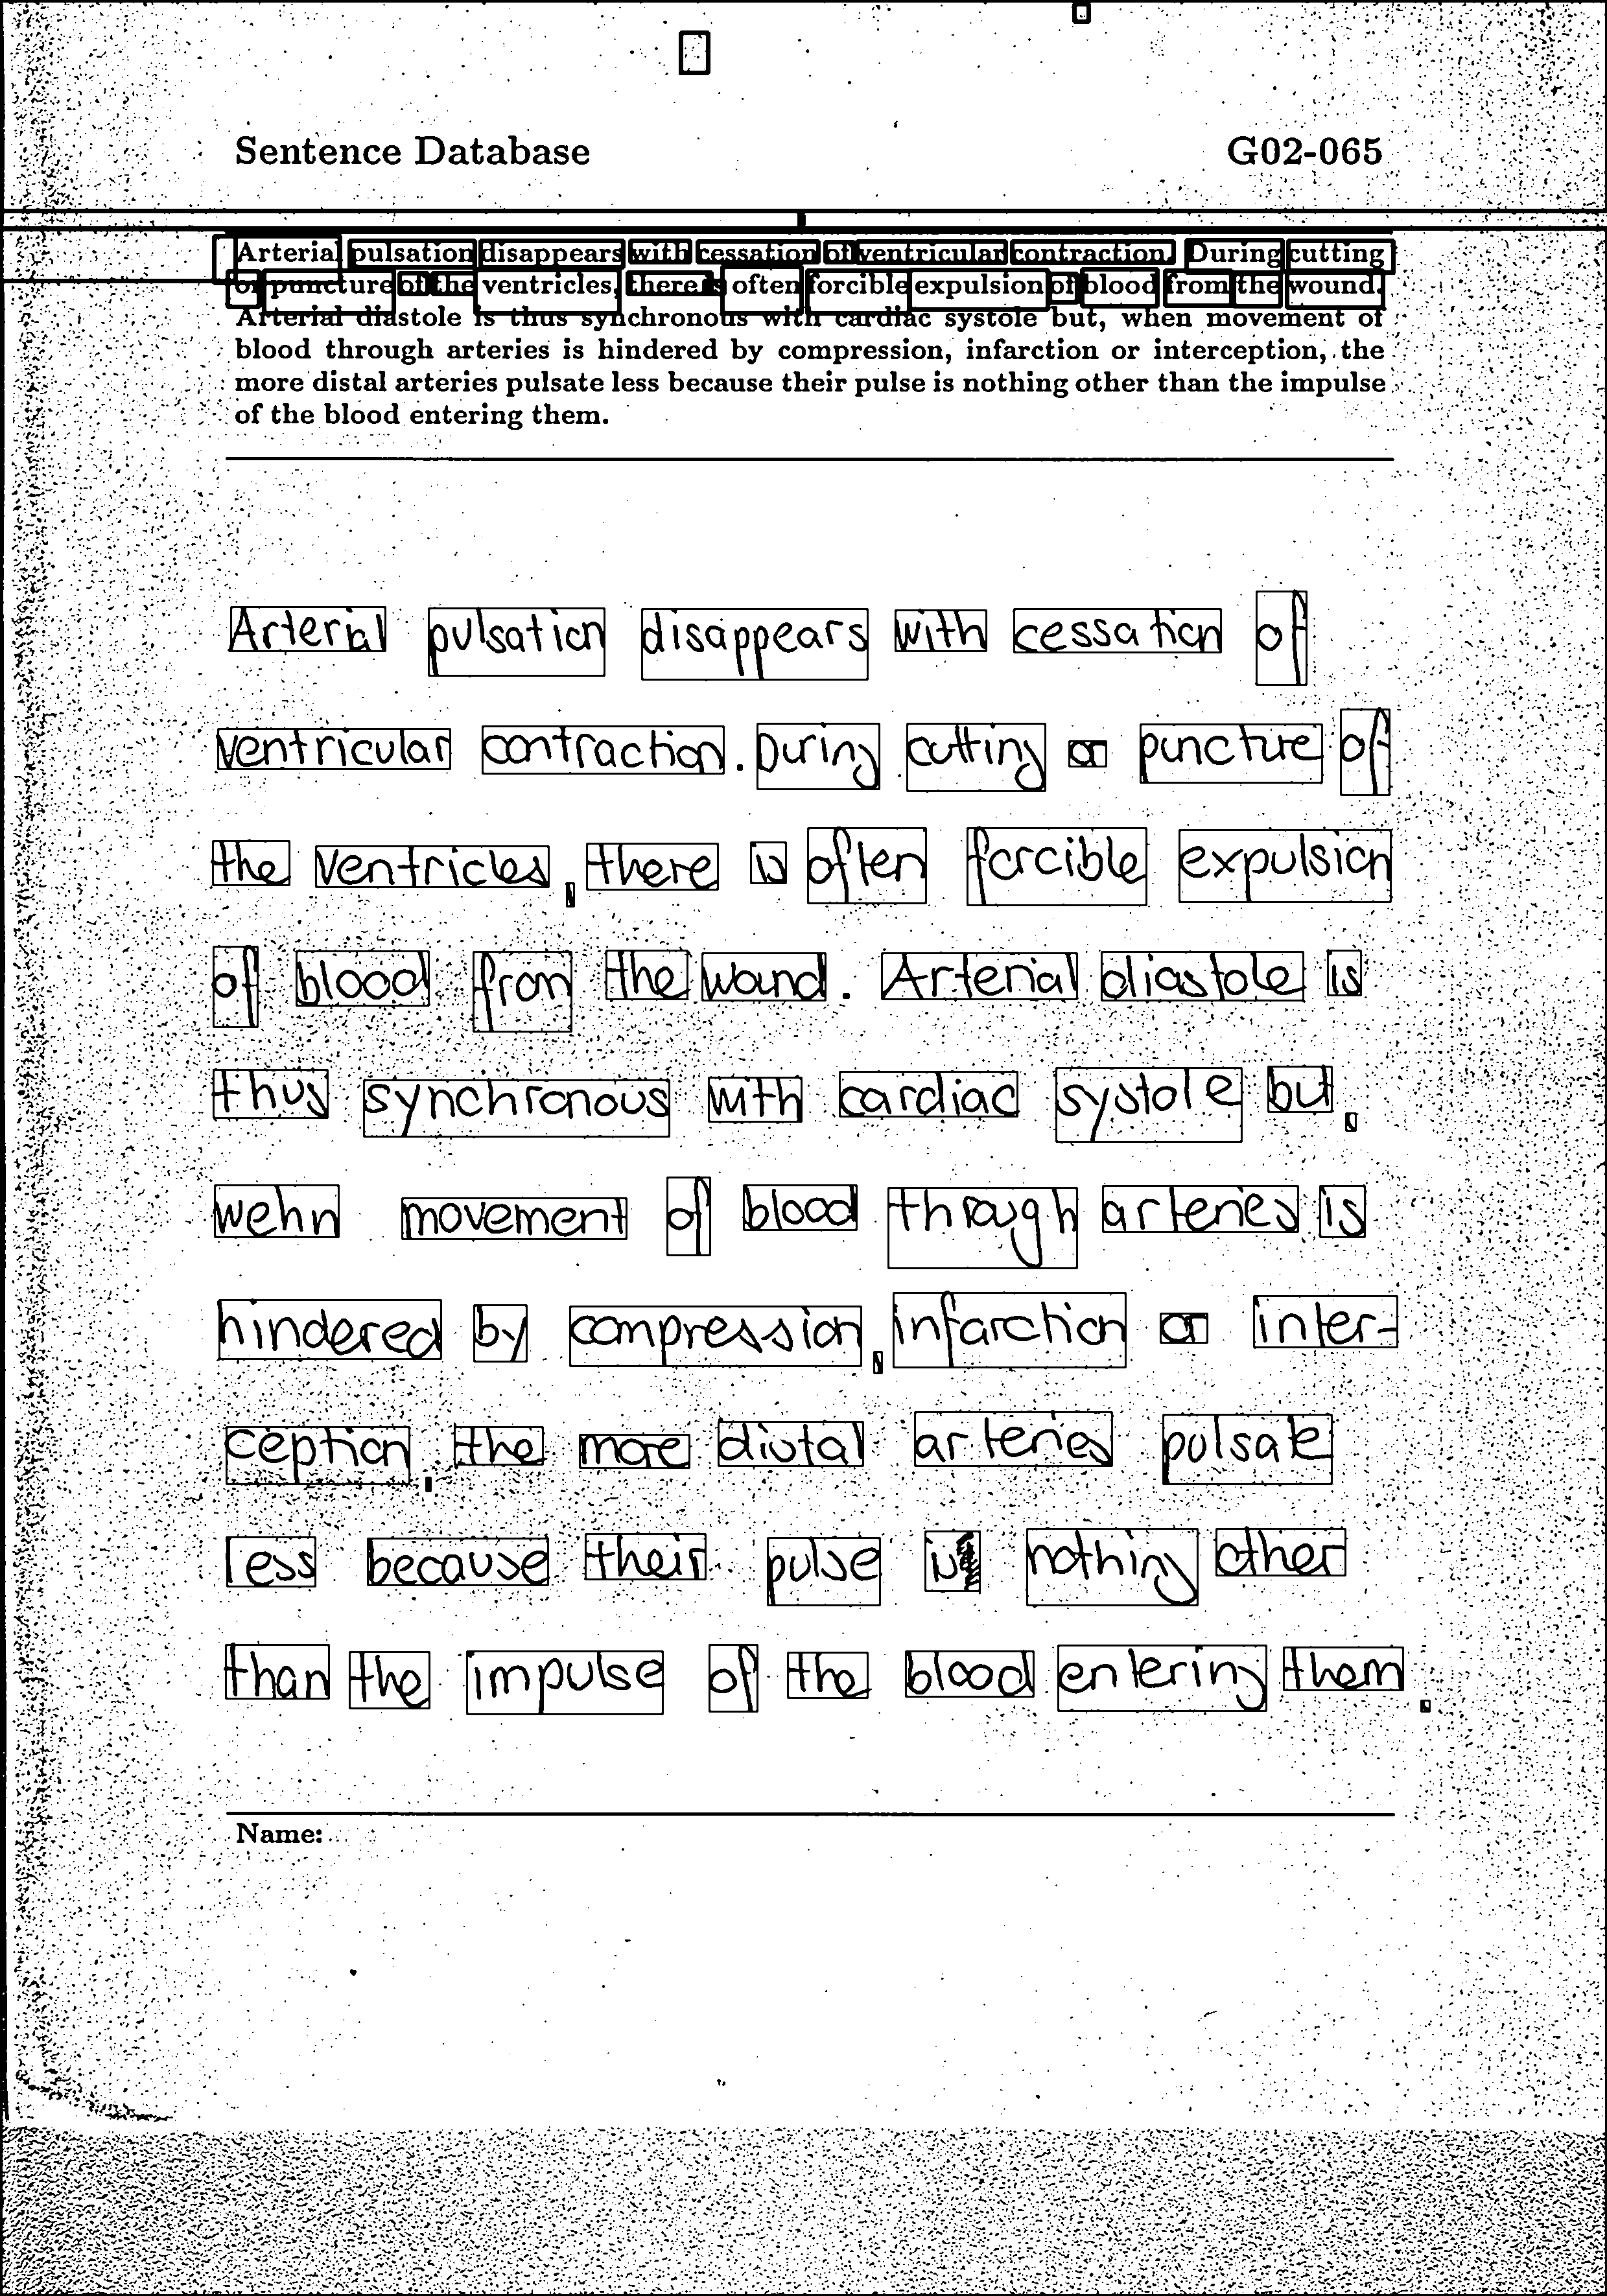 Sentence Database G02-065
Arterial pulsation disappears with cessation of ventricular contraction. During cutting
or puncture of the ventricles, there is often forcible expulsion of blood from the wound.
Arterial diastole is thus synchronous with cardiac systole but, when movement of
blood through arteries is hindered by compression, infarction or interception, the
more distal arteries pulsate less because their pulse is nothing other than the impulse
of the blood entering them.
Arterial pulsation disappears with cessation of
ventricular contraction. During cutting or puncture of
the ventricles, there is often forcible expulsion
of blood from the wound. Arterial diastole is
thus synchronous with cardiac systole but,
wehn movement of blood through arteries is
hindered by compression, infarction or inter-
ception, the more distal arteries pulsate
less because their pulse is nothing other
than the impulse of the blood entering them.
Name: